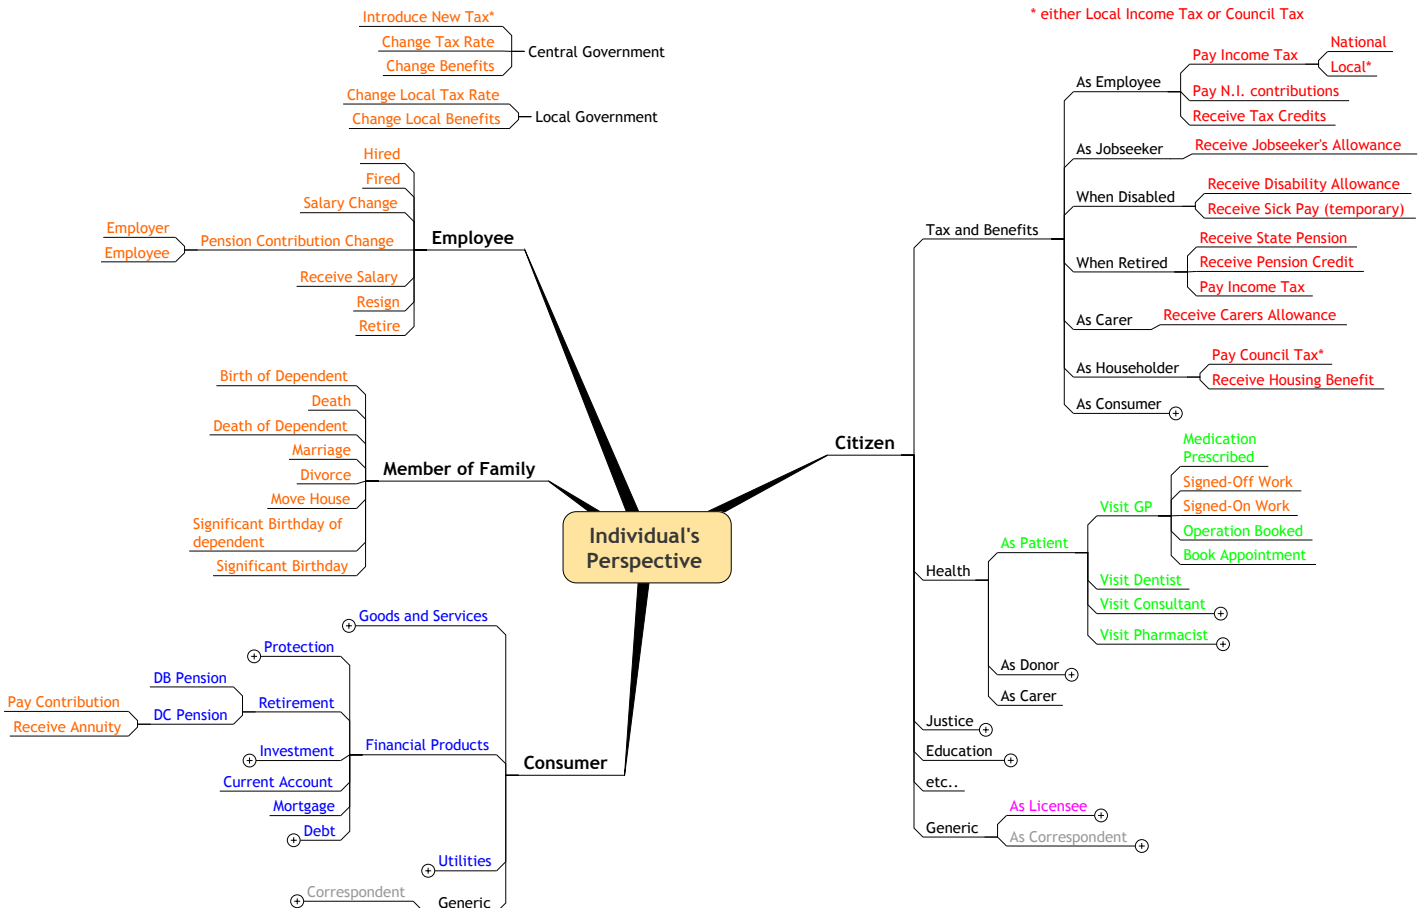 Introduce New Tax*
Change Tax Rate
Change Benefits
Central Government
Change Local Tax Rate
Change Local Benefits
Local Government
Hired
Fired
Salary Change
Employer
Employee
Pension Contribution Change
Receive Salary
Resign
Retire
Employee
Birth of Dependent
Death
Death of Dependent
Marriage
Divorce
Move House
Significant Birthday of
dependent
Significant Birthday
Member of Family
Individual's
Perspective
Goods and Services
Protection
DB Pension
Pay Contribution
Receive Annuity
DC Pension
Retirement
Investment
Current Account
Mortgage
Debt
Financial Products
Utilities
Correspondent
Generic
Consumer
* either Local Income Tax or Council Tax
Citizen
Tax and Benefits
As Employee
Pay Income Tax
National
Local*
Pay N.I. contributions
Receive Tax Credits
As Jobseeker
Receive Jobseeker's Allowance
When Disabled
Receive Disability Allowance
Receive Sick Pay (temporary)
When Retired
Receive State Pension
Receive Pension Credit
Pay Income Tax
As Carer
Receive Carers Allowance
As Householder
Pay Council Tax*
Receive Housing Benefit
As Consumer
Health
As Patient
Visit GP
Medication
Prescribed
Signed-Off Work
Signed-On Work
Operation Booked
Book Appointment
Visit Dentist
Visit Consultant
Visit Pharmacist
As Donor
As Carer
Justice
Education
etc..
Generic
As Licensee
As Correspondent